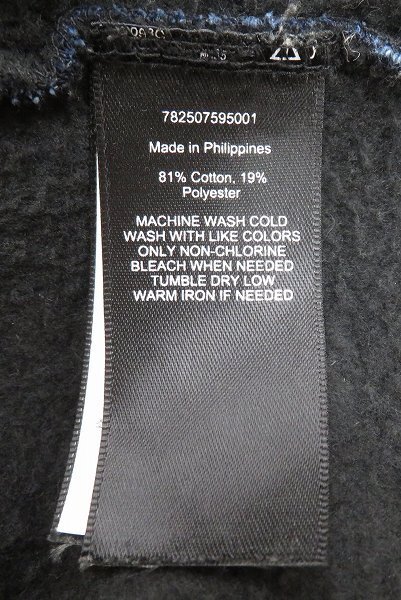 782507595001
Made in Philippines
81% Cotton, 19%
Polyester
MACHINE WASH COLD
WASH WITH LIKE COLORS
ONLY NON-CHLORINE
BLEACH WHEN NEEDED
TUMBLE DRY LOW
WARM IRON IF NEEDED